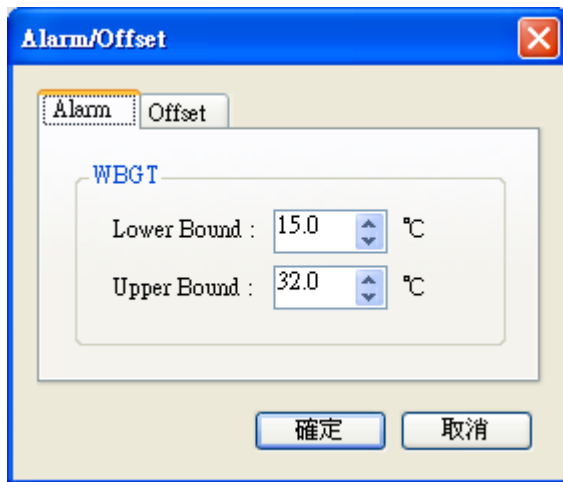 Alarm/Offset
Alarm Offset
WBGT
Lower Bound : 15.0 ℃
Upper Bound : 32.0 ℃
確定 取消